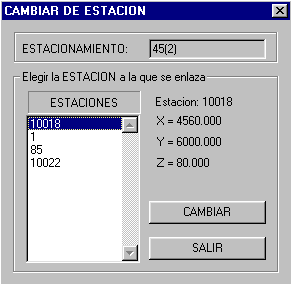 CAMBIAR DE ESTACION
ESTACIONAMIENTO: 45(2)
Elegir la ESTACION a la que se enlaza
ESTACIONES
10018
1
85
10022
Estacion: 10018
X = 4560.000
Y = 6000.000
Z = 80.000
CAMBIAR
SALIR